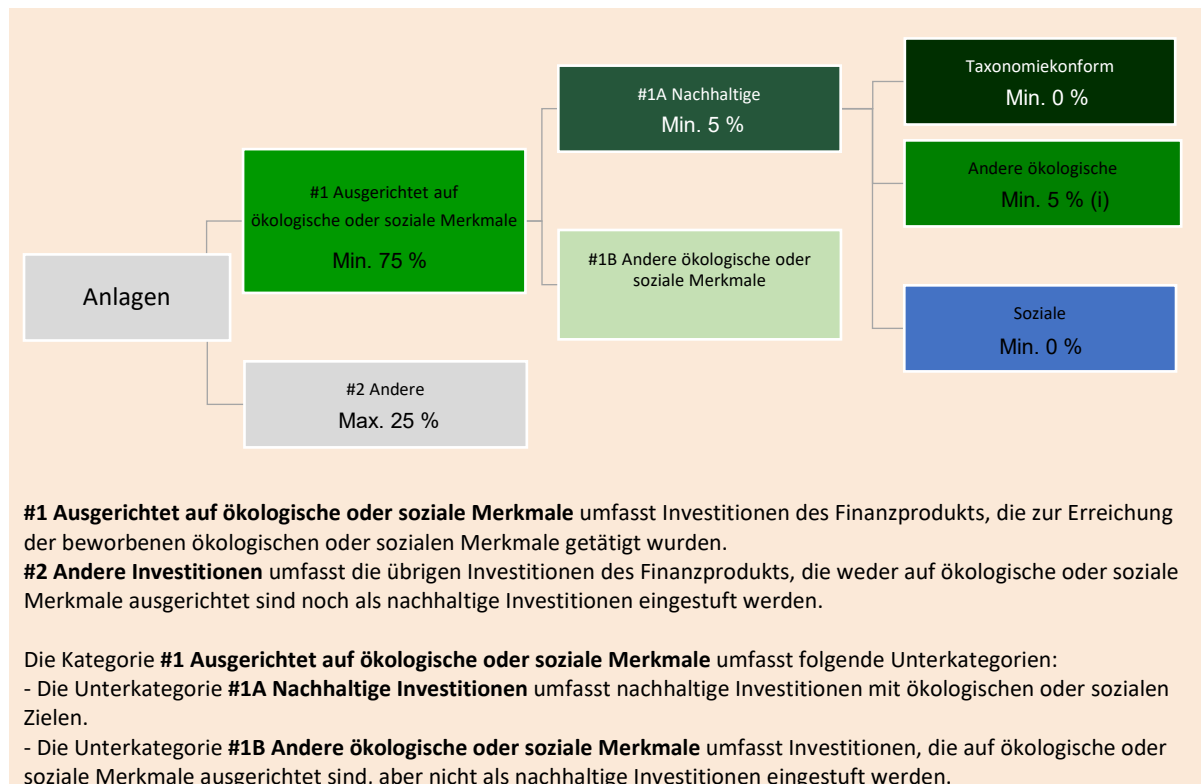 Anlagen
#1 Ausgerichtet auf
ökologische oder soziale Merkmale
Min. 75 %
#2 Andere
Max. 25 %
#1A Nachhaltige
Min. 5 %
#1B Andere ökologische oder
soziale Merkmale
Taxonomiekonform
Min. 0 %
Andere ökologische
Min. 5 % (i)
Soziale
Min. 0 %
#1 Ausgerichtet auf ökologische oder soziale Merkmale umfasst Investitionen des Finanzprodukts, die zur Erreichung
der beworbenen ökologischen oder sozialen Merkmale getätigt wurden.
#2 Andere Investitionen umfasst die übrigen Investitionen des Finanzprodukts, die weder auf ökologische oder soziale
Merkmale ausgerichtet sind noch als nachhaltige Investitionen eingestuft werden.
Die Kategorie #1 Ausgerichtet auf ökologische oder soziale Merkmale umfasst folgende Unterkategorien:
- Die Unterkategorie #1A Nachhaltige Investitionen umfasst nachhaltige Investitionen mit ökologischen oder sozialen
Zielen.
- Die Unterkategorie #1B Andere ökologische oder soziale Merkmale umfasst Investitionen, die auf ökologische oder
soziale Merkmale ausgerichtet sind, aber nicht als nachhaltige Investitionen eingestuft werden.